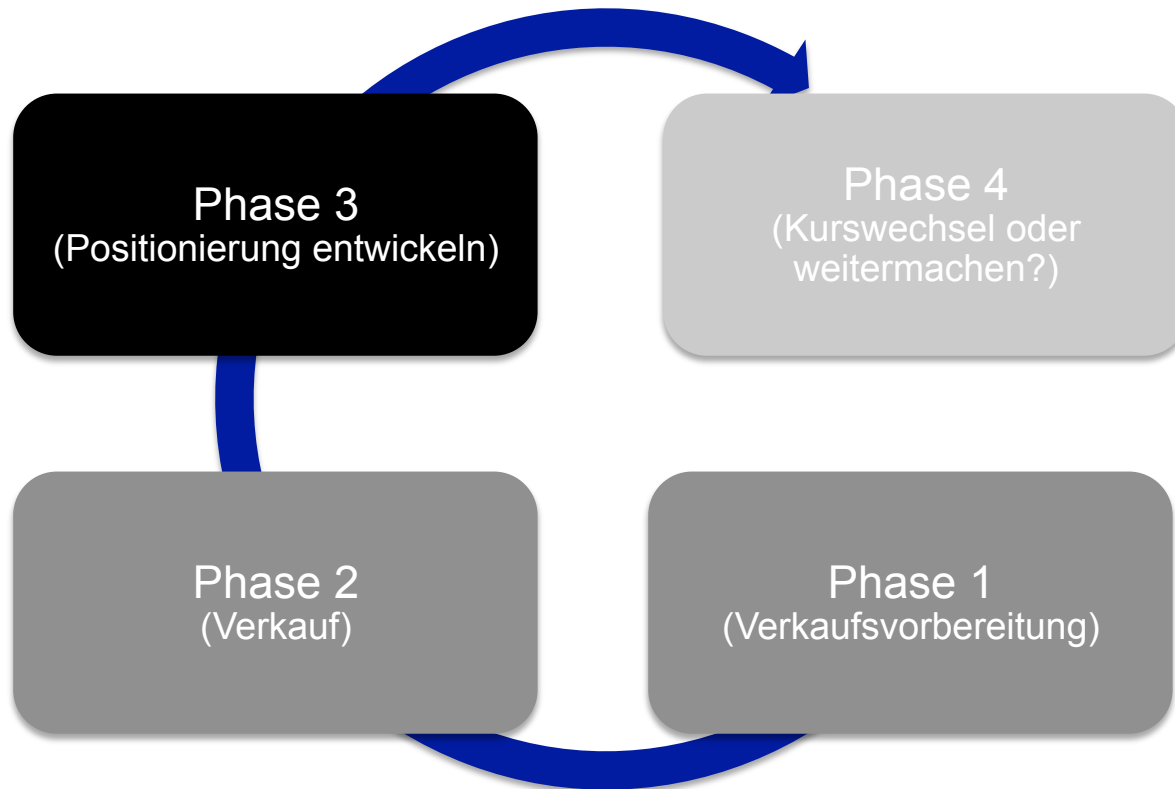 Phase 3
(Positionierung entwickeln)
Phase 4
(Kurswechsel oder
weitermachen?)
Phase 2
(Verkauf)
Phase 1
(Verkaufsvorbereitung)